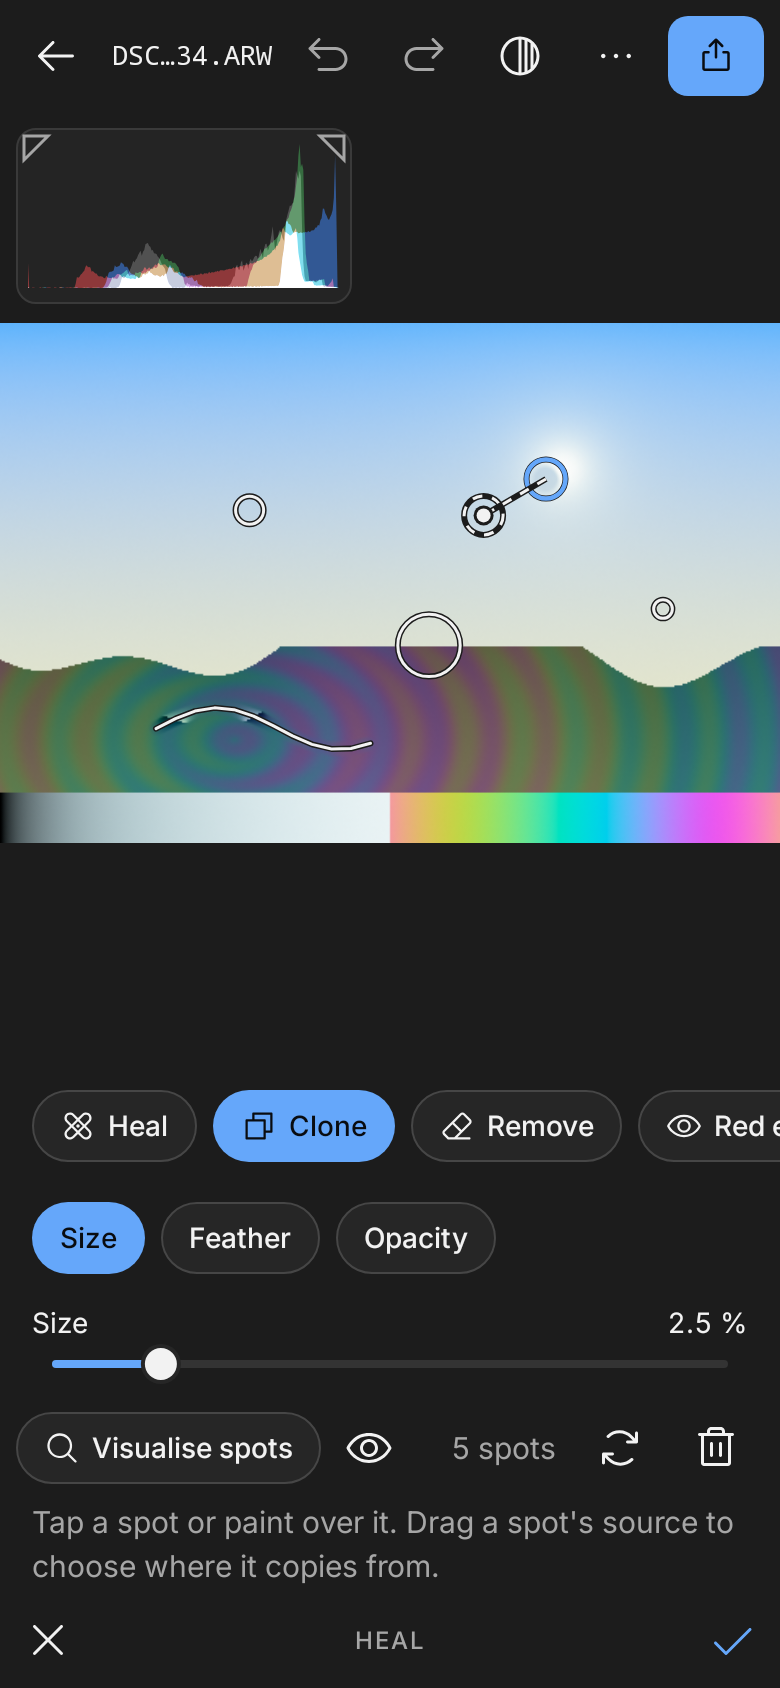 DSC…34.ARW
Heal
Clone
Remove
Red e
Size
Feather
Opacity
Size
2.5 %
Visualise spots
5 spots
Tap a spot or paint over it. Drag a spot's source to
choose where it copies from.
HEAL